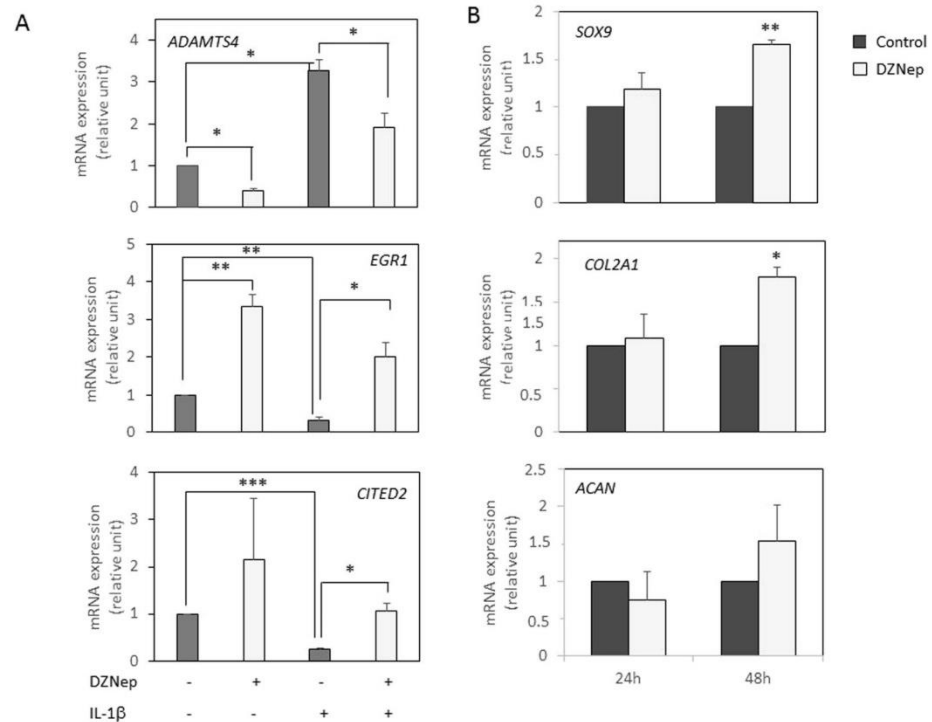 A
ADAMTS4
mRNA expression
(relative unit)
4
3
2
1
0
*
*
*
EGR1
mRNA expression
(relative unit)
5
4
3
2
1
0
**
**
*
CITED2
mRNA expression
(relative unit)
4
3
2
1
0
***
*
DZNep - + - +
IL-1β - - + +
B
SOX9
mRNA expression
(relative unit)
2
1.5
1
0.5
0
**
Control
DZNep
COL2A1
mRNA expression
(relative unit)
2
1.5
1
0.5
0
*
ACAN
mRNA expression
(relative unit)
2.5
2
1.5
1
0.5
0
24h 48h